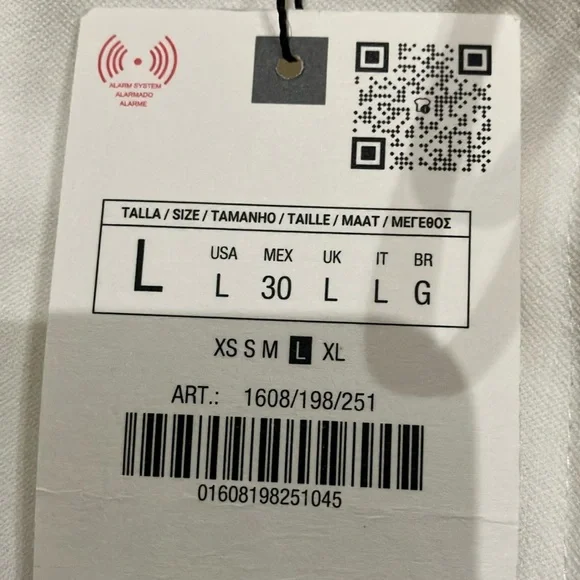 ALARM SYSTEM
ALARMADO
ALARME
TALLA / SIZE / TAMANHO / TAILLE / MAAT / ΜΕΓΕΘΟΣ
L USA MEX UK IT BR
L 30 L L G
XS S M L XL
ART.: 1608/198/251
01608198251045